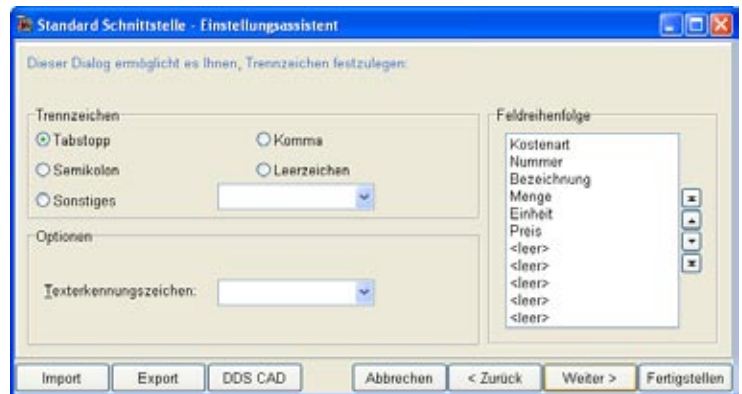 Standard Schnittstelle - Einstellungsassistent
Dieser Dialog ermöglicht es Ihnen, Trennzeichen festzulegen:
Trennzeichen
Tabstopp
Komma
Semikolon
Leerzeichen
Sonstiges
Optionen
Texterkennungszeichen:
Feldreihenfolge
Kostenart
Nummer
Bezeichnung
Menge
Einheit
Preis
<leer>
<leer>
<leer>
<leer>
<leer>
Import Export DDS CAD Abbrechen < Zurück Weiter > Fertigstellen